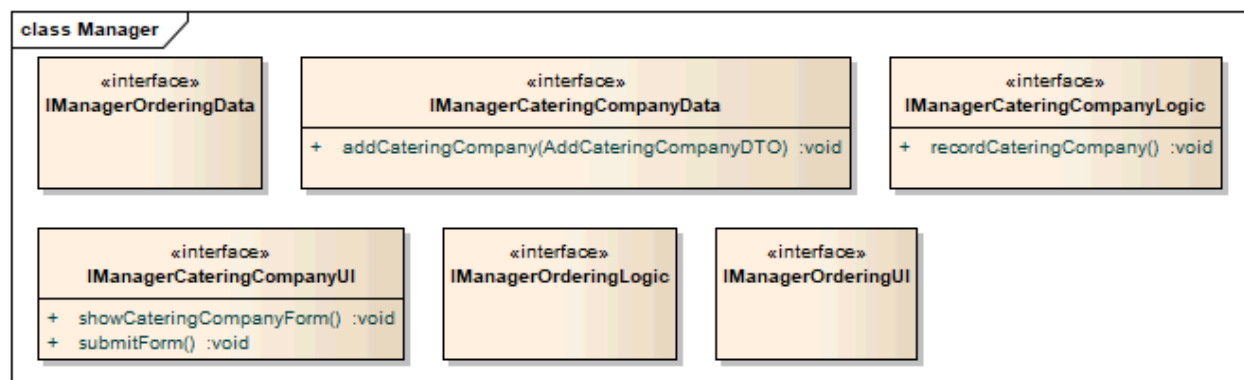 class Manager
«interface»
IManagerOrderingData
«interface»
IManagerCateringCompanyData
+ addCateringCompany(AddCateringCompanyDTO) :void
«interface»
IManagerCateringCompanyLogic
+ recordCateringCompany() :void
«interface»
IManagerCateringCompanyUI
+ showCateringCompanyForm() :void
+ submitForm() :void
«interface»
IManagerOrderingLogic
«interface»
IManagerOrderingUI